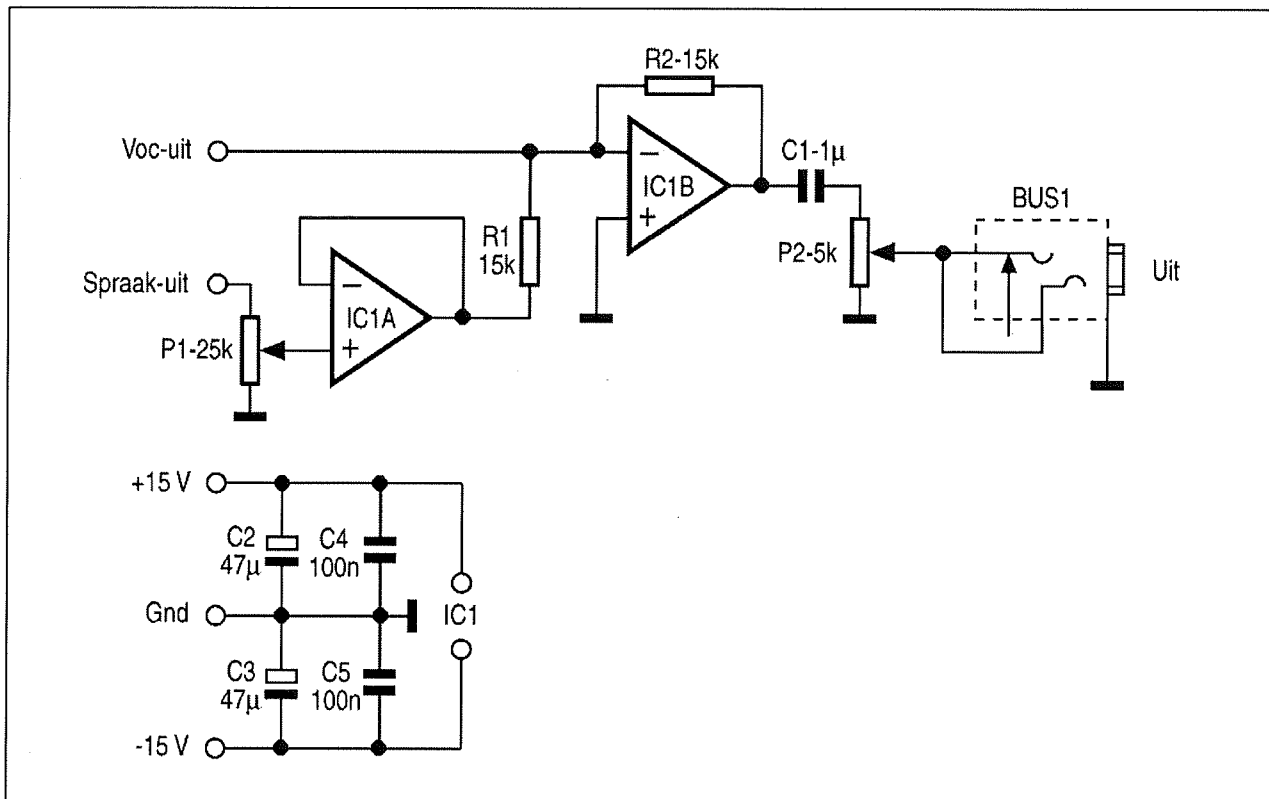 R2-15k
Voc-uit
C1-1µ
IC1B
BUS1
R1
15k
P2-5k
Uit
Spraak-uit
IC1A
P1-25k
+15 V
C2
47µ
C4
100n
Gnd
IC1
C3
47µ
C5
100n
-15 V